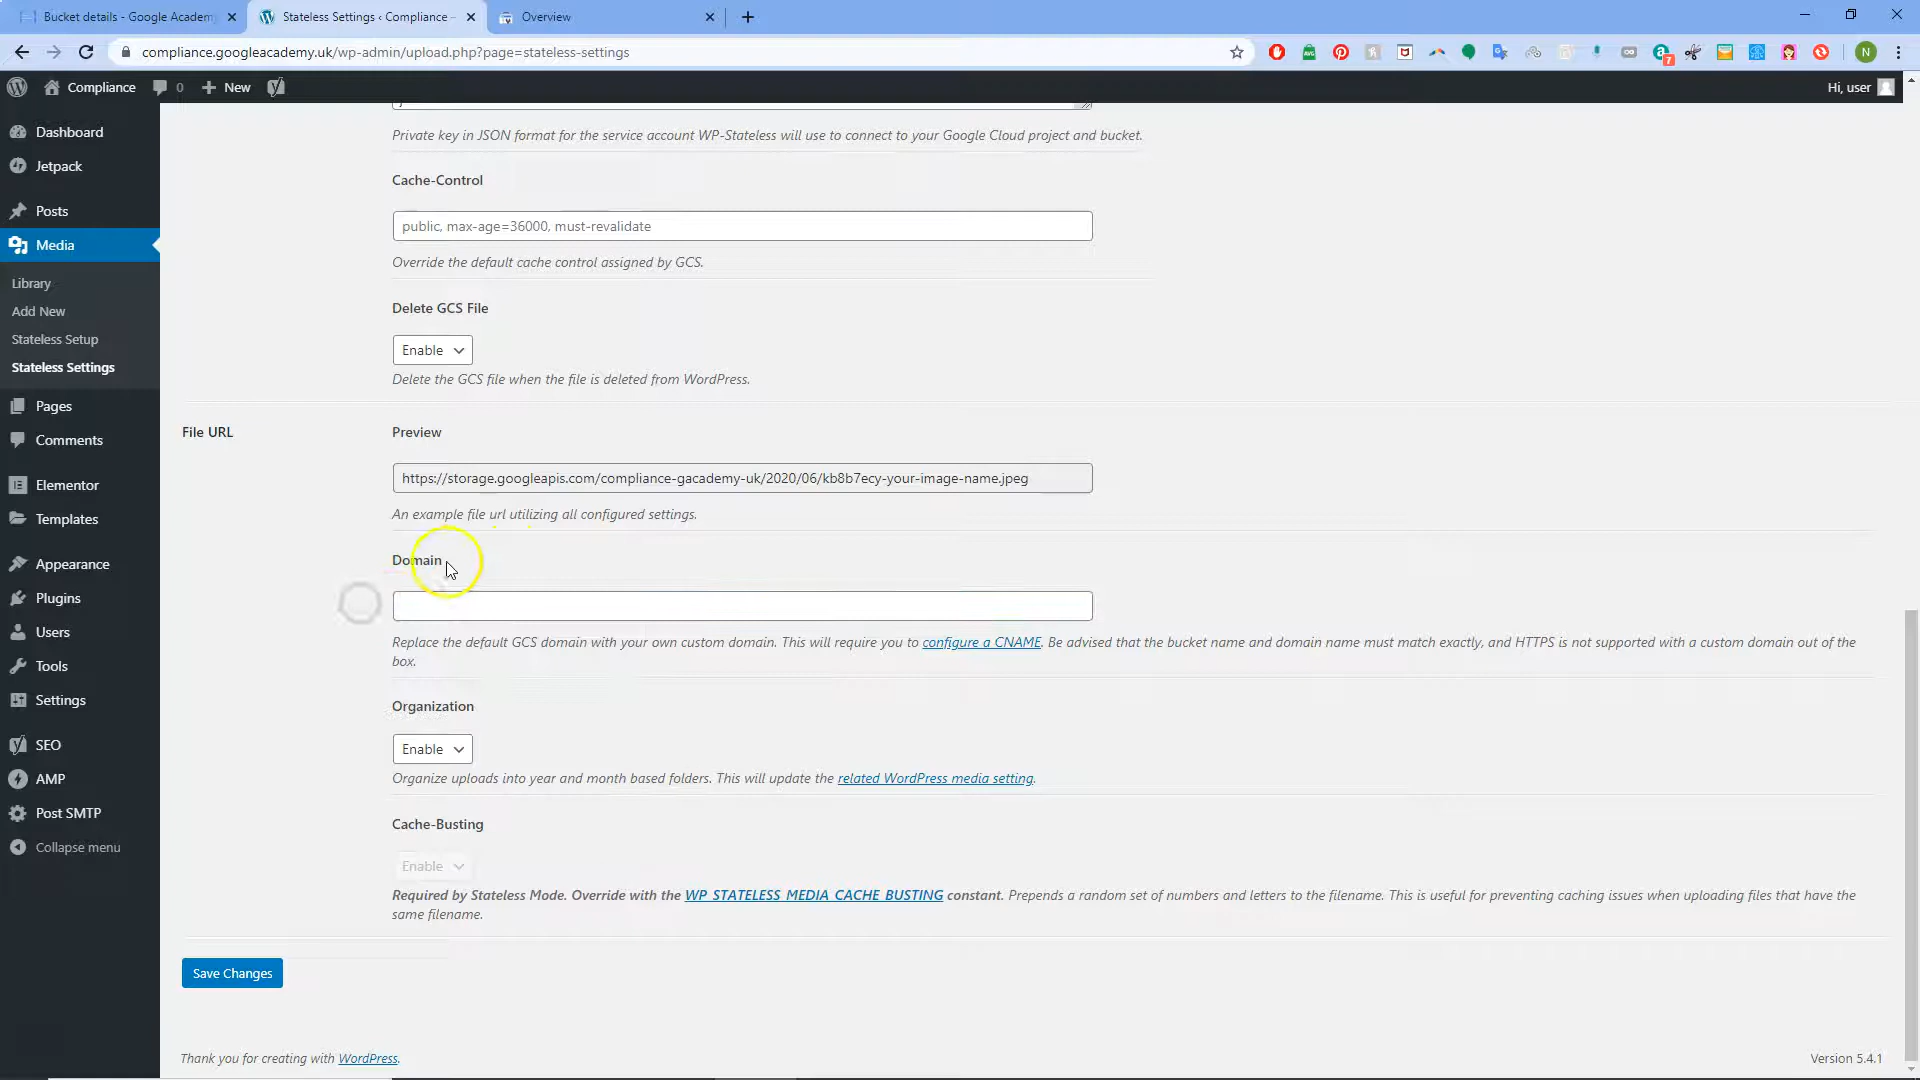 Bucket details - Google Academ
Stateless Settings ‹ Compliance –
Overview
compliance.googleacademy.uk/wp-admin/upload.php?page=stateless-settings
7
N
Compliance
0
New
Hi, user
Dashboard
Jetpack
Posts
Media
Library
Add New
Stateless Setup
Stateless Settings
Pages
Comments
Elementor
Templates
Appearance
Plugins
Users
Tools
Settings
SEO
AMP
Post SMTP
Collapse menu
Private key in JSON format for the service account WP-Stateless will use to connect to your Google Cloud project and bucket.
Cache-Control
public, max-age=36000, must-revalidate
Override the default cache control assigned by GCS.
Delete GCS File
Enable
Delete the GCS file when the file is deleted from WordPress.
File URL
Preview
https://storage.googleapis.com/compliance-gacademy-uk/2020/06/kb8b7ecy-your-image-name.jpeg
An example file url utilizing all configured settings.
Domain
Replace the default GCS domain with your own custom domain. This will require you to configure a CNAME. Be advised that the bucket name and domain name must match exactly, and HTTPS is not supported with a custom domain out of the
box.
Organization
Enable
Organize uploads into year and month based folders. This will update the related WordPress media setting.
Cache-Busting
Enable
Required by Stateless Mode. Override with the WP_STATELESS_MEDIA_CACHE_BUSTING constant. Prepends a random set of numbers and letters to the filename. This is useful for preventing caching issues when uploading files that have the
same filename.
Save Changes
Thank you for creating with WordPress.
Version 5.4.1